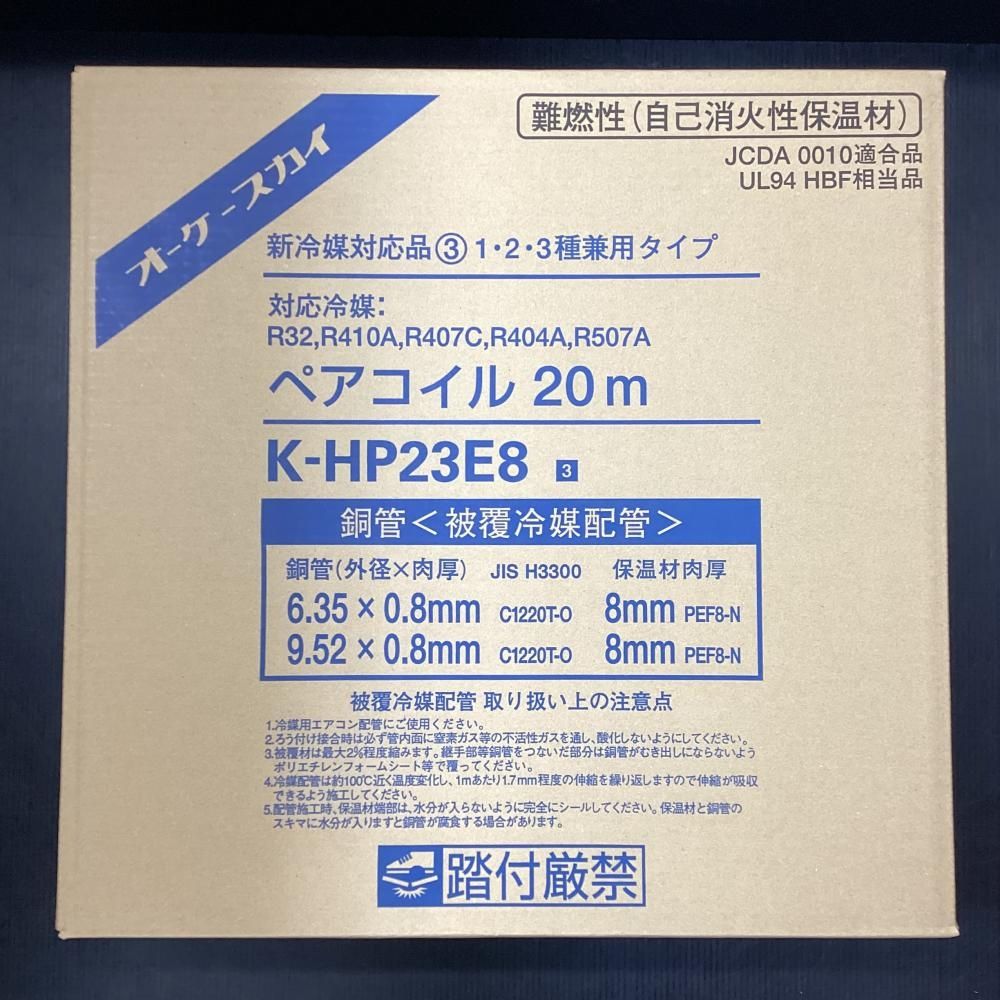 オーケースカイ
難燃性(自己消火性保温材)
JCDA 0010適合品
UL94 HBF相当品
新冷媒対応品③1・2・3種兼用タイプ
対応冷媒:
R32,R410A,R407C,R404A,R507A
ペアコイル 20m
K-HP23E8 3
銅管<被覆冷媒配管>
銅管(外径×肉厚) JIS H3300 保温材肉厚
6.35×0.8mm C1220T-O 8mm PEF8-N
9.52×0.8mm C1220T-O 8mm PEF8-N
被覆冷媒配管 取り扱い上の注意点
1.冷媒用エアコン配管にご使用ください。
2.ろう付け接合時は必ず管内面に窒素ガス等の不活性ガスを通し、酸化しないようにしてください。
3.被覆材は最大2%程度縮みます。継手部等銅管をつないだ部分は銅管がむき出しにならないよう
ポリエチレンフォームシート等で覆ってください。
4.冷媒配管は約100℃近く温度変化し、1mあたり1.7mm程度の伸縮を繰り返しますので伸縮が吸収
できるよう施工してください。
5.配管施工時、保温材端部は、水分が入らないように完全にシールしてください。保温材と銅管の
スキマに水分が入りますと銅管が腐食する場合があります。
踏付厳禁